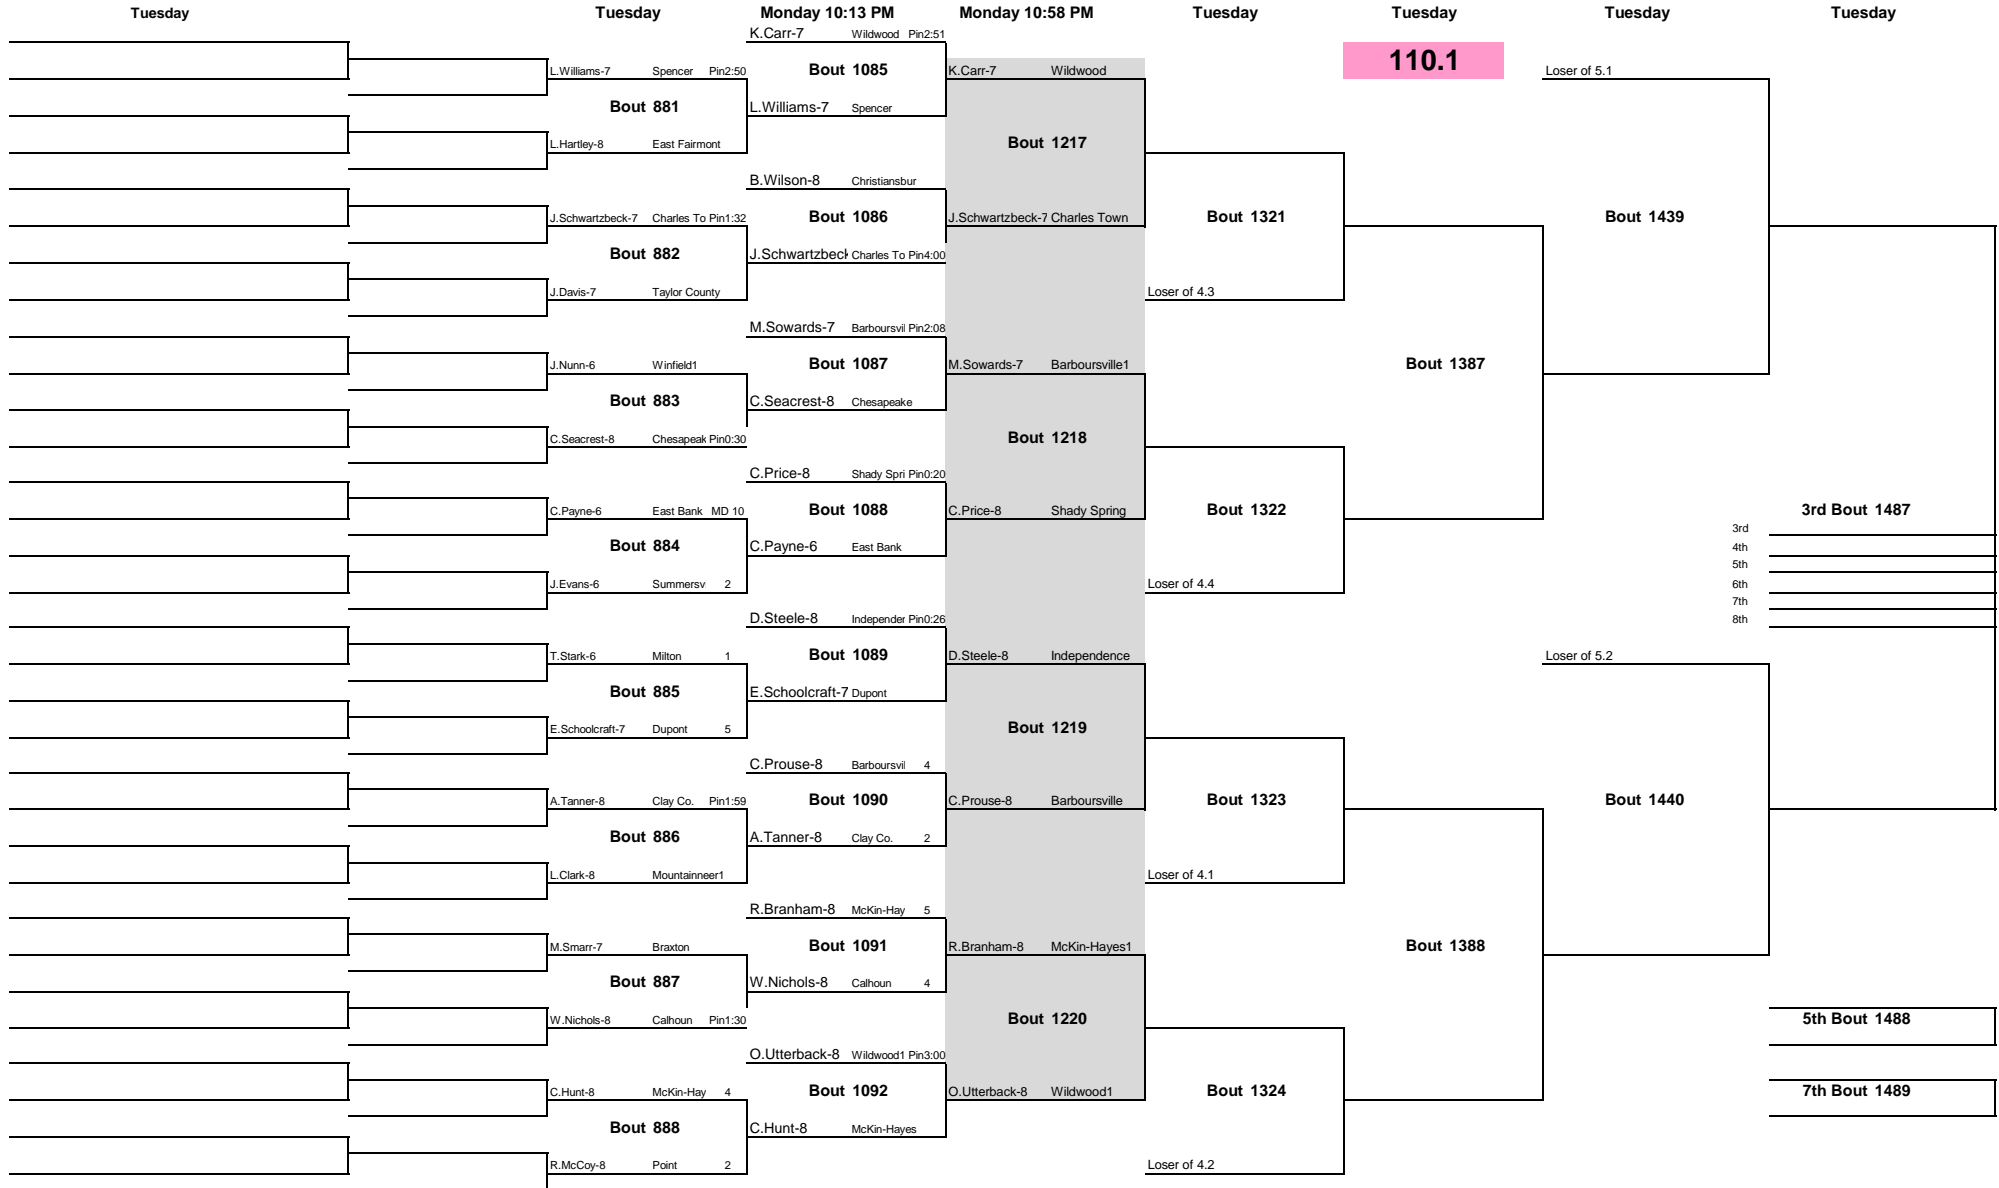 Tuesday Tuesday Monday 10:13 PM Monday 10:58 PM Tuesday Tuesday Tuesday Tuesday
K.Carr-7 Wildwood Pin2:51
110.1
L.Williams-7 Spencer Pin2:50 Bout 1085 K.Carr-7 Wildwood Loser of 5.1
Bout 881 L.Williams-7 Spencer
L.Hartley-8 East Fairmont Bout 1217
B.Wilson-8 Christiansbur
J.Schwartzbeck-7 Charles To Pin1:32 Bout 1086 J.Schwartzbeck-7 Charles Town Bout 1321 Bout 1439
Bout 882 J.Schwartzbeck Charles To Pin4:00
J.Davis-7 Taylor County Loser of 4.3
M.Sowards-7 Barboursvil Pin2:08
J.Nunn-6 Winfield1 Bout 1087 M.Sowards-7 Barboursville1 Bout 1387
Bout 883 C.Seacrest-8 Chesapeake
C.Seacrest-8 Chesapeak Pin0:30 Bout 1218
C.Price-8 Shady Spri Pin0:20
C.Payne-6 East Bank MD 10 Bout 1088 C.Price-8 Shady Spring Bout 1322 3rd Bout 1487
3rd
Bout 884 C.Payne-6 East Bank 4th
5th
J.Evans-6 Summersv 2 Loser of 4.4 6th
7th
D.Steele-8 Independer Pin0:26 8th
T.Stark-6 Milton 1 Bout 1089 D.Steele-8 Independence Loser of 5.2
Bout 885 E.Schoolcraft-7 Dupont
E.Schoolcraft-7 Dupont 5 Bout 1219
C.Prouse-8 Barboursvil 4
A.Tanner-8 Clay Co. Pin1:59 Bout 1090 C.Prouse-8 Barboursville Bout 1323 Bout 1440
Bout 886 A.Tanner-8 Clay Co. 2
L.Clark-8 Mountainneer1 Loser of 4.1
R.Branham-8 McKin-Hay 5
M.Smarr-7 Braxton Bout 1091 R.Branham-8 McKin-Hayes1 Bout 1388
Bout 887 W.Nichols-8 Calhoun 4
W.Nichols-8 Calhoun Pin1:30 Bout 1220 5th Bout 1488
O.Utterback-8 Wildwood1 Pin3:00
C.Hunt-8 McKin-Hay 4 Bout 1092 O.Utterback-8 Wildwood1 Bout 1324 7th Bout 1489
Bout 888 C.Hunt-8 McKin-Hayes
R.McCoy-8 Point 2 Loser of 4.2